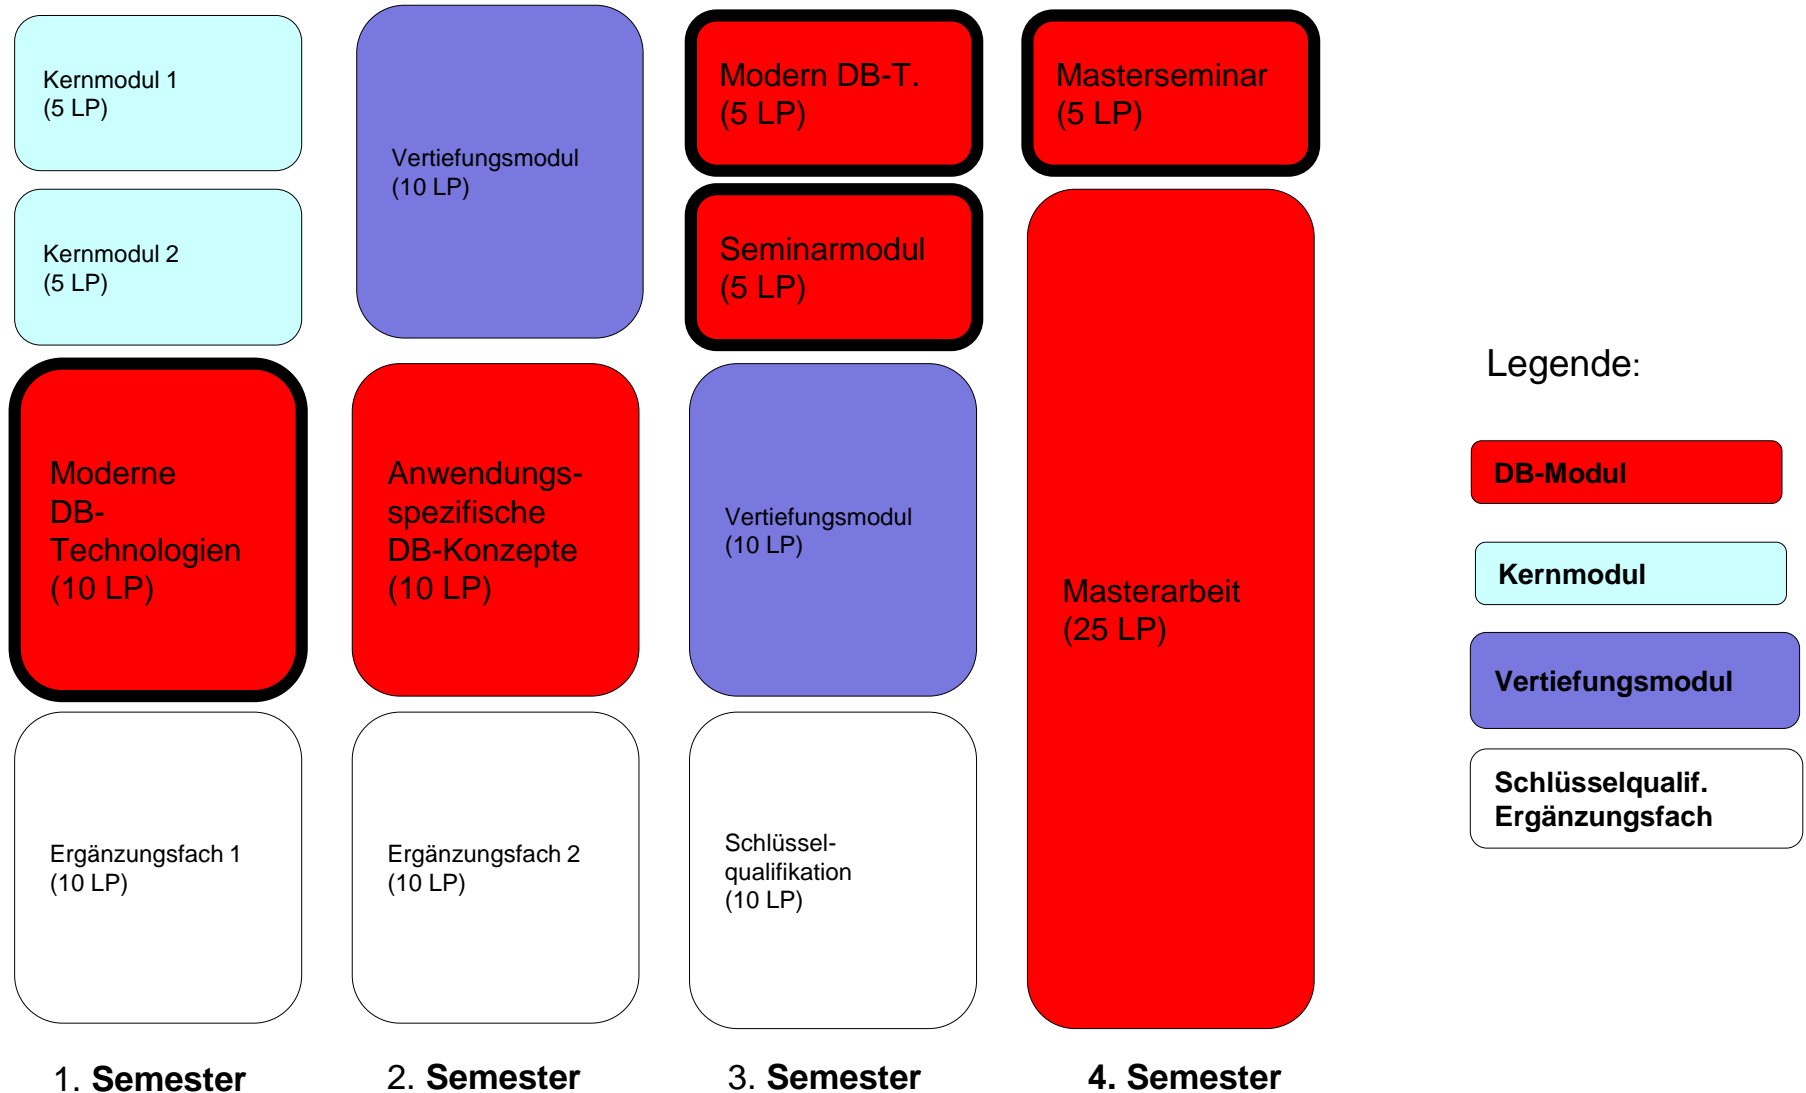 Kernmodul 1
(5 LP)
Kernmodul 2
(5 LP)
Moderne
DB-
Technologien
(10 LP)
Ergänzungsfach 1
(10 LP)
1. Semester
Vertiefungsmodul
(10 LP)
Anwendungs-
spezifische
DB-Konzepte
(10 LP)
Ergänzungsfach 2
(10 LP)
2. Semester
Modern DB-T.
(5 LP)
Seminarmodul
(5 LP)
Vertiefungsmodul
(10 LP)
Schlüssel-
qualifikation
(10 LP)
3. Semester
Masterseminar
(5 LP)
Masterarbeit
(25 LP)
4. Semester
Legende:
DB-Modul
Kernmodul
Vertiefungsmodul
Schlüsselqualif.
Ergänzungsfach